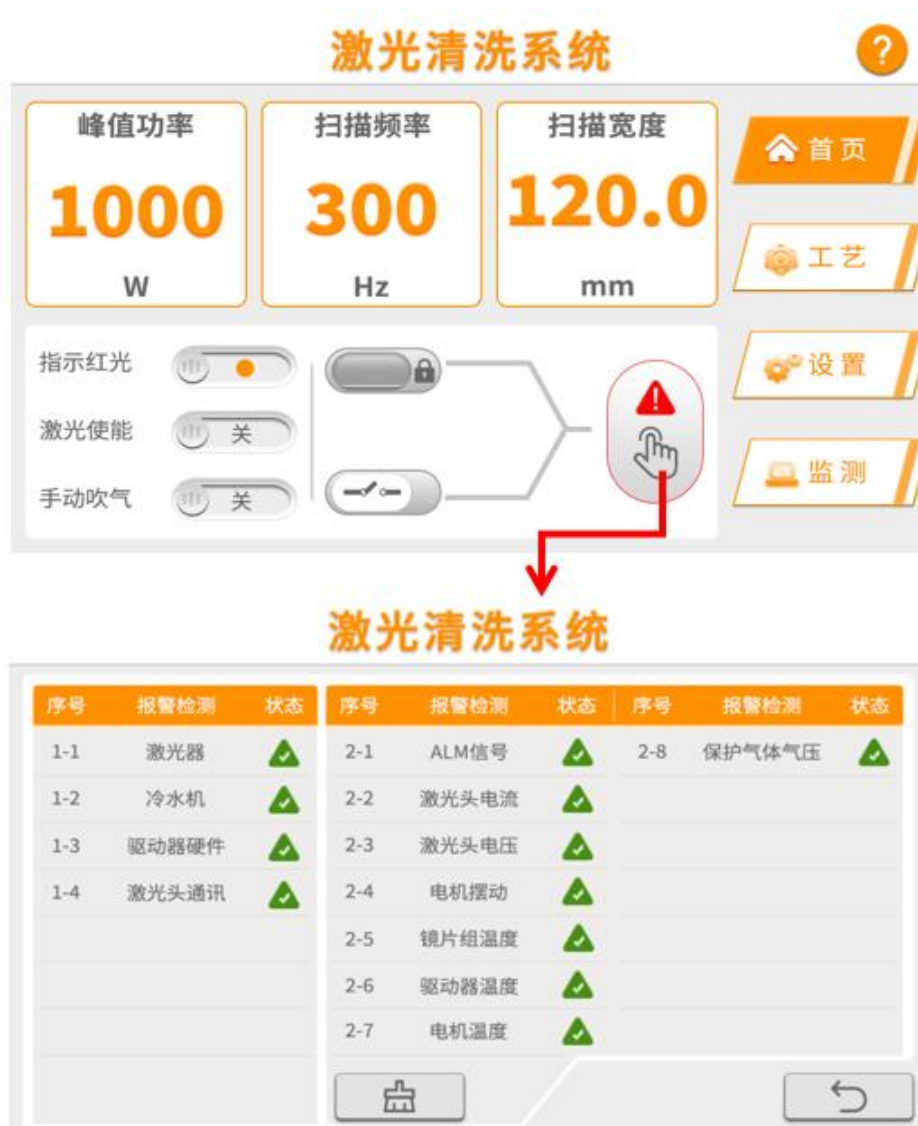 激光清洗系统
?
峰值功率
1000
W
扫描频率
300
Hz
扫描宽度
120.0
mm
首页
工艺
设置
监测
指示红光
激光使能 关
手动吹气 关
激光清洗系统
序号 报警检测 状态 序号 报警检测 状态 序号 报警检测 状态
1-1 激光器 2-1 ALM信号 2-8 保护气体气压
1-2 冷水机 2-2 激光头电流
1-3 驱动器硬件 2-3 激光头电压
1-4 激光头通讯 2-4 电机摆动
2-5 镜片组温度
2-6 驱动器温度
2-7 电机温度